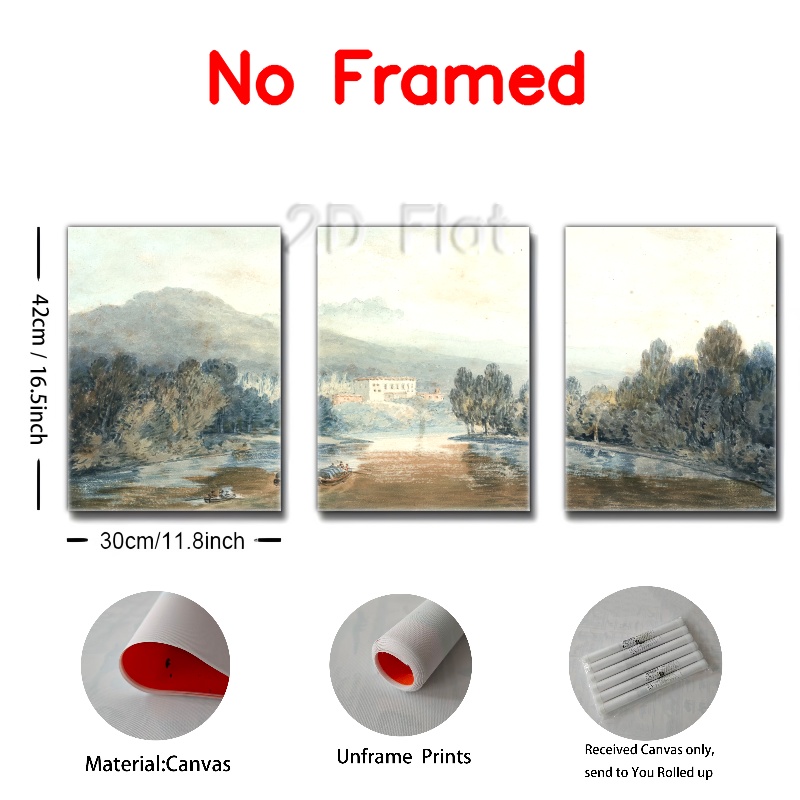 No Framed
2D Flat
42cm / 16.5inch
30cm/11.8inch
Material:Canvas
Unframe Prints
Received Canvas only,
send to You Rolled up